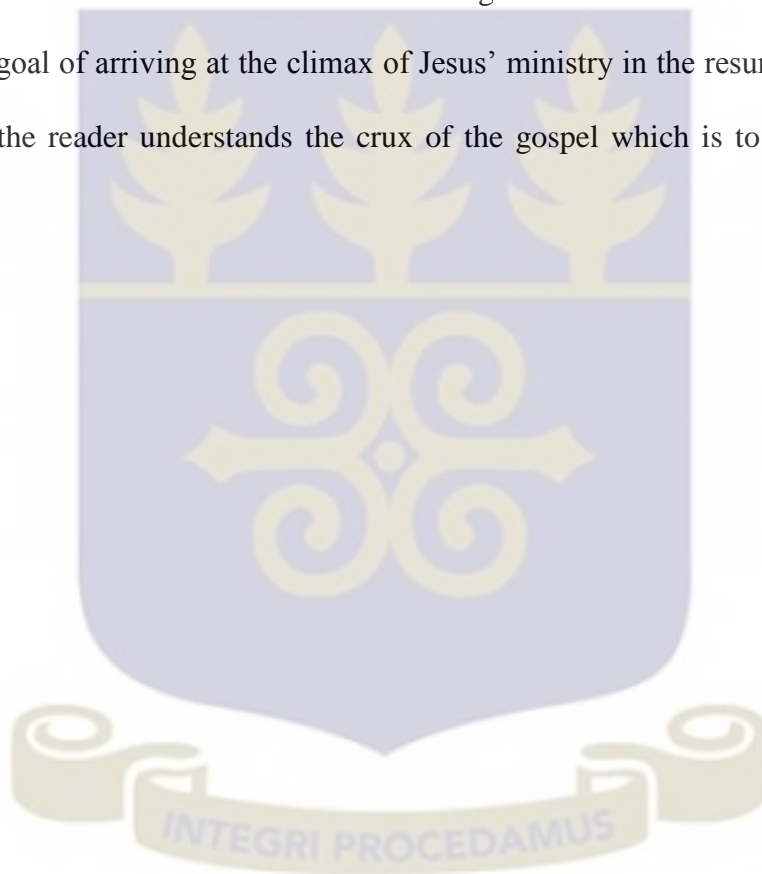 goal of arriving at the climax of Jesus' ministry in the
the reader understands the crux of the gospel which is to
INTEGRI PROCEDAMUS